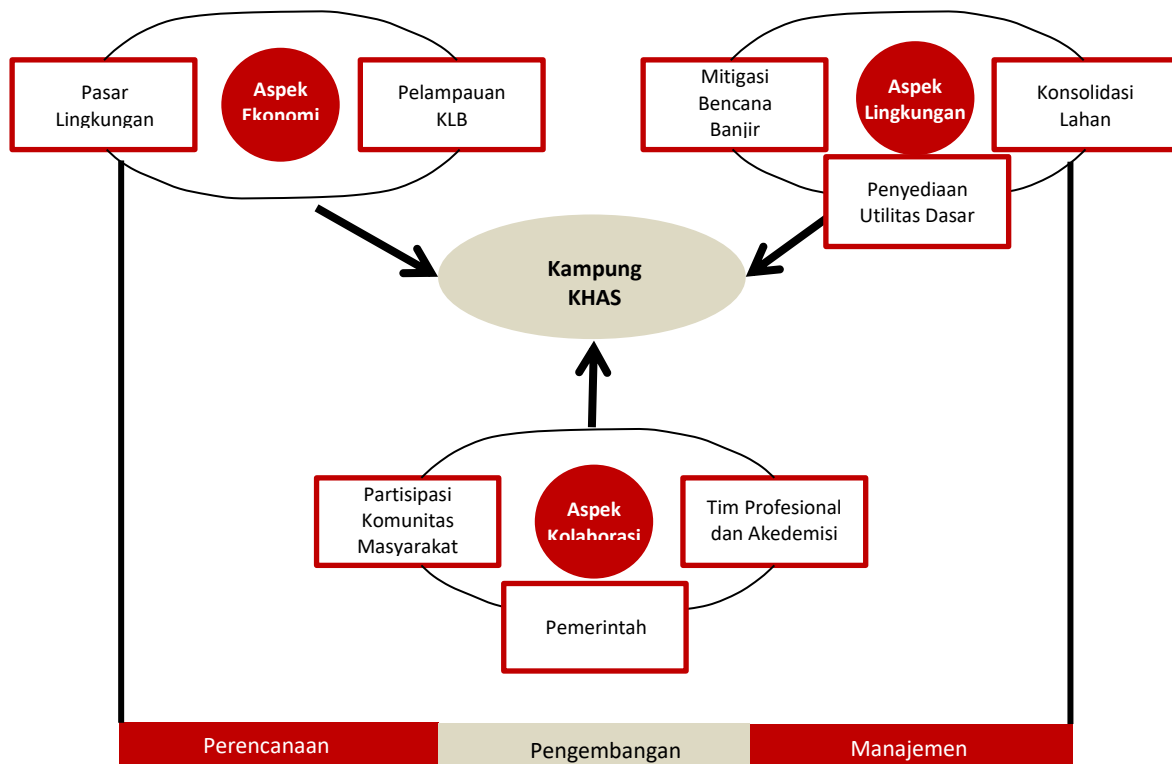 Pasar
Lingkungan
Aspek
Ekonomi
Pelampauan
KLB
Mitigasi
Bencana
Banjir
Aspek
Lingkungan
Konsolidasi
Lahan
Penyediaan
Utilitas Dasar
Kampung
KHAS
Partisipasi
Komunitas
Masyarakat
Aspek
Kolaborasi
Tim Profesional
dan Akedemisi
Pemerintah
Perencanaan
Pengembangan
Manajemen